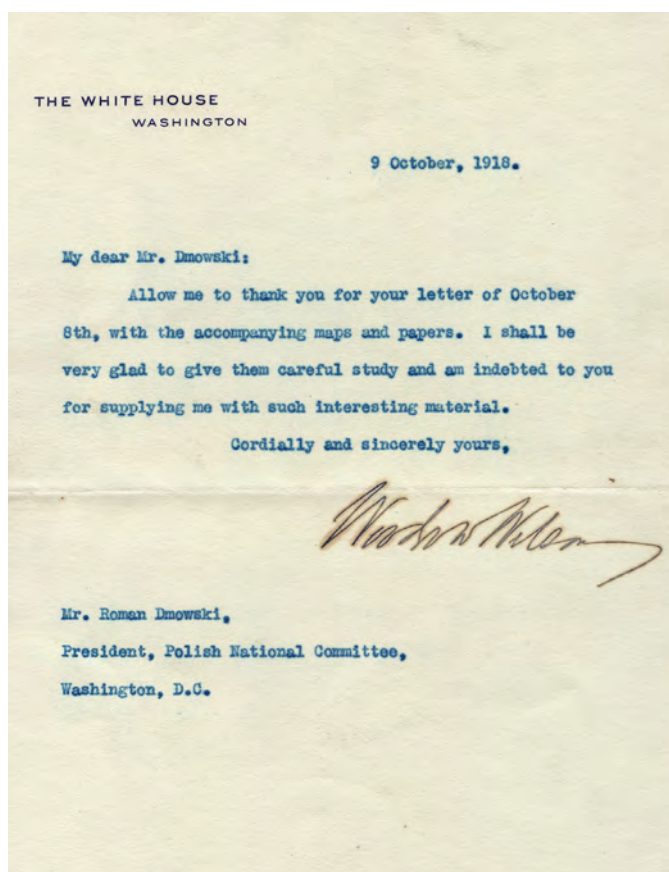 THE WHITE HOUSE
WASHINGTON
9 October, 1918.
My dear Mr. Dmowski:
Allow me to thank you for your letter of October
8th, with the accompanying maps and papers. I shall be
very glad to give them careful study and am indebted to you
for supplying me with such interesting material.
Cordially and sincerely yours,
Woodrow Wilson
Mr. Roman Dmowski,
President, Polish National Committee,
Washington, D.C.